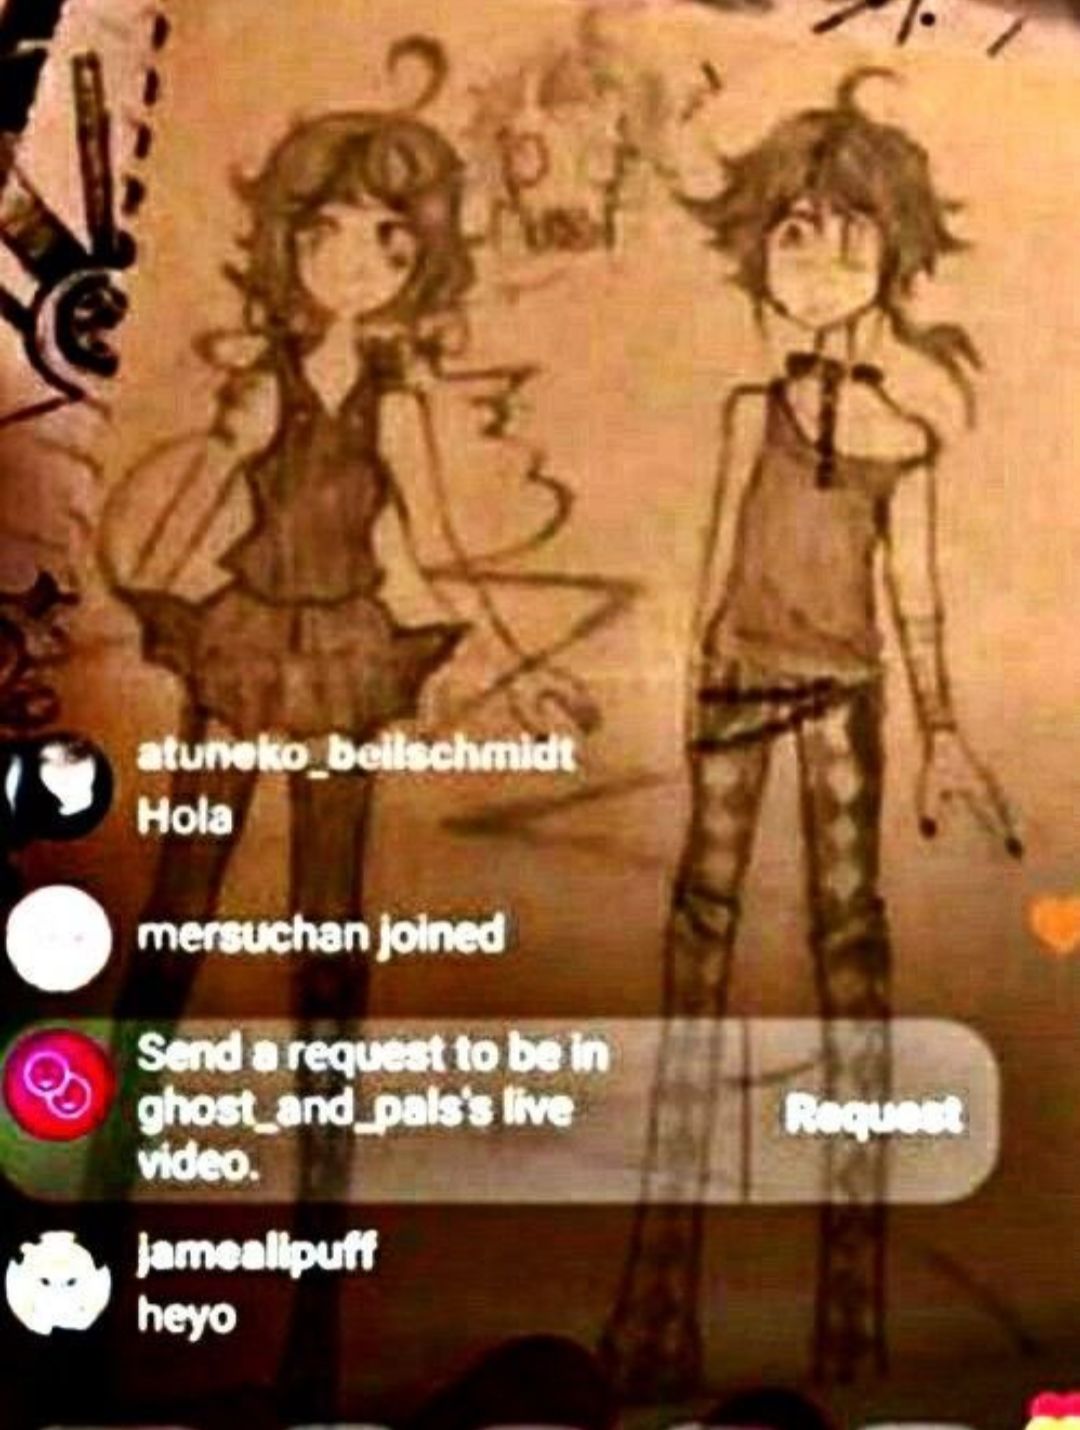 atuneko_beilschmidt
Hola
mersuchan joined
Send a request to be in
ghost_and_pals's live
video.
Request
jamealipuff
heyo